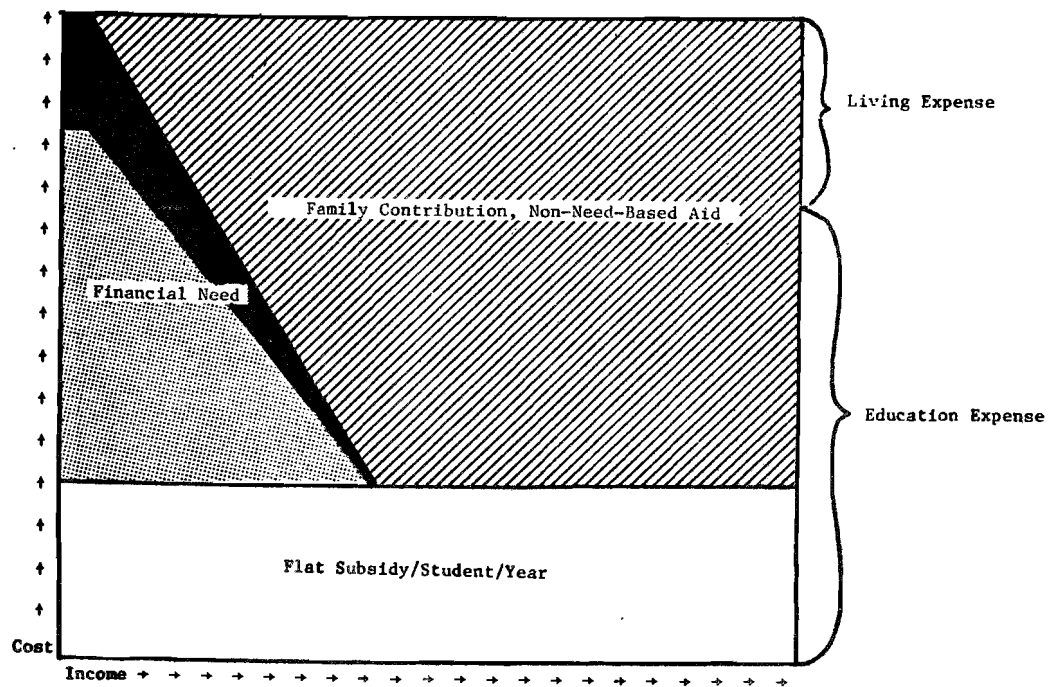 Living Expense
Family Contribution, Non-Need-Based Aid
Financial Need
Education Expense
Flat Subsidy/Student/Year
Cost
Income